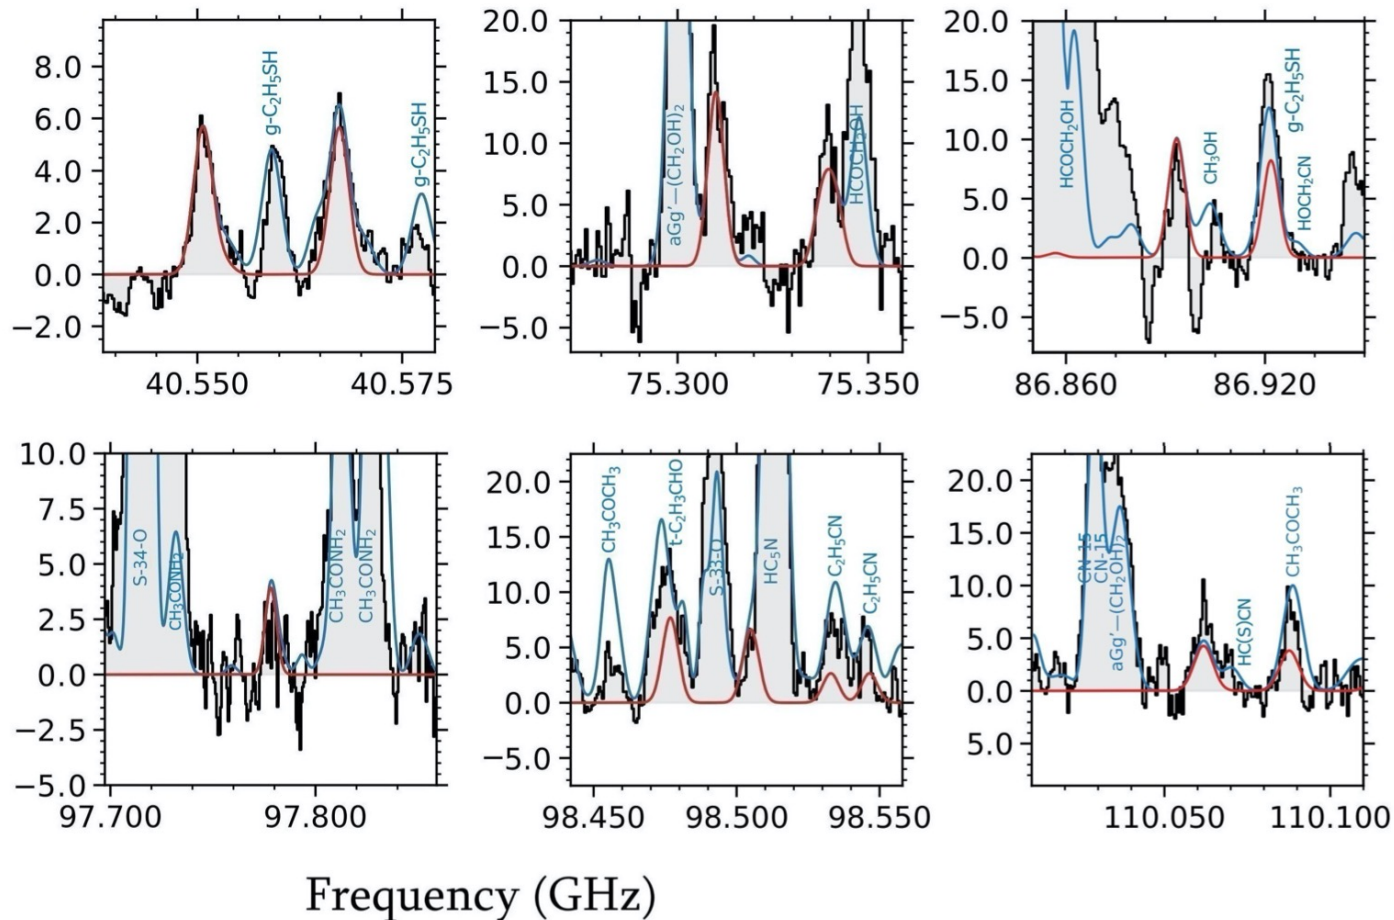 8.0
6.0
4.0
2.0
0.0
−2.0
g-C₂H₅SH
g-C₂H₅SH
40.550
40.575
20.0
15.0
10.0
5.0
0.0
−5.0
aGg'−(CH₂OH)₂
HCOCH₂OH
75.300
75.350
20.0
15.0
10.0
5.0
0.0
−5.0
HCOCH₂OH
CH₃OH
g-C₂H₅SH
HOCH₂CN
86.860
86.920
10.0
7.5
5.0
2.5
0.0
−2.5
−5.0
S-34-O
CH₃CONH₂
CH₃CONH₂
CH₃CONH₂
97.700
97.800
20.0
15.0
10.0
5.0
0.0
−5.0
CH₃COCH₃
t-C₂H₃CHO
S-33-O
HC₅N
C₂H₅CN
C₂H₅CN
98.450
98.500
98.550
20.0
15.0
10.0
5.0
0.0
5.0
CN-15
CN-15
aGg'−(CH₂OH)₂
HC(S)CN
CH₃COCH₃
110.050
110.100
Frequency (GHz)